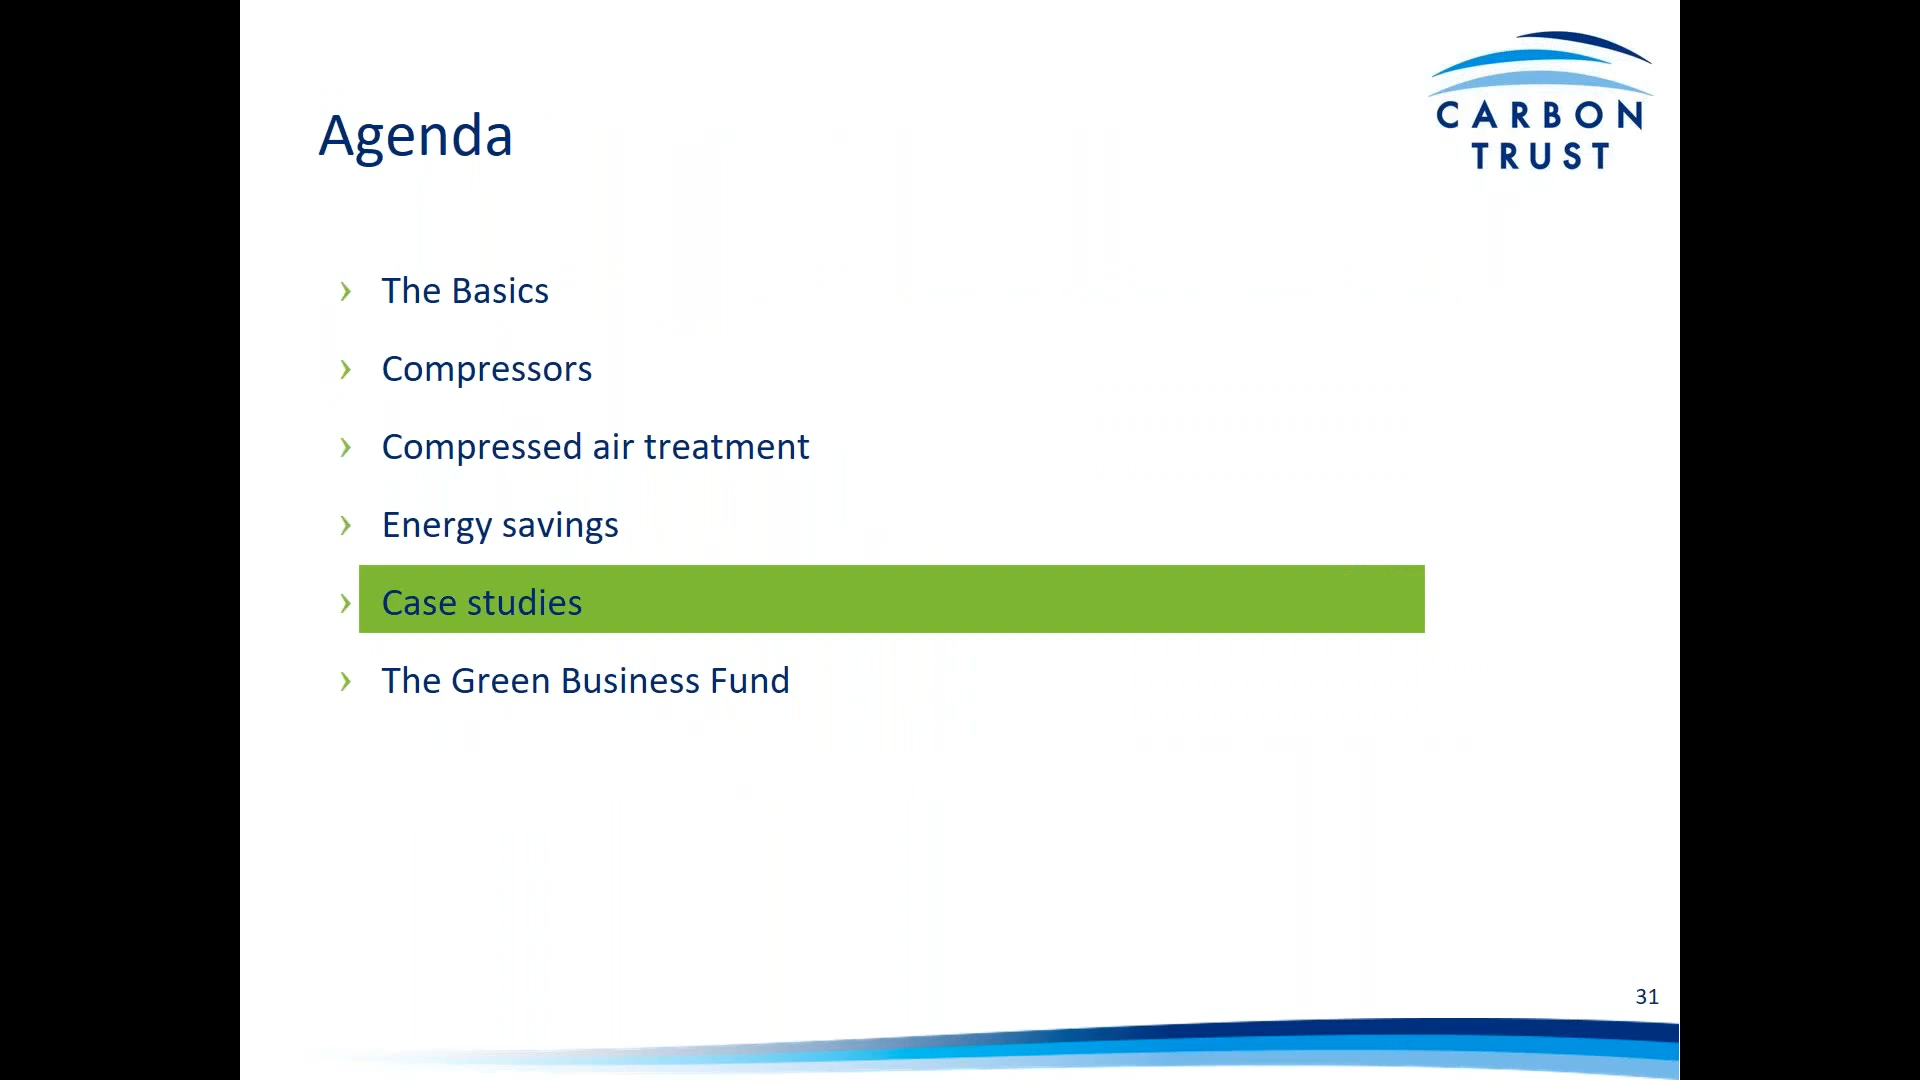 CARBON
TRUST
Agenda
› The Basics
› Compressors
› Compressed air treatment
› Energy savings
› Case studies
› The Green Business Fund
31